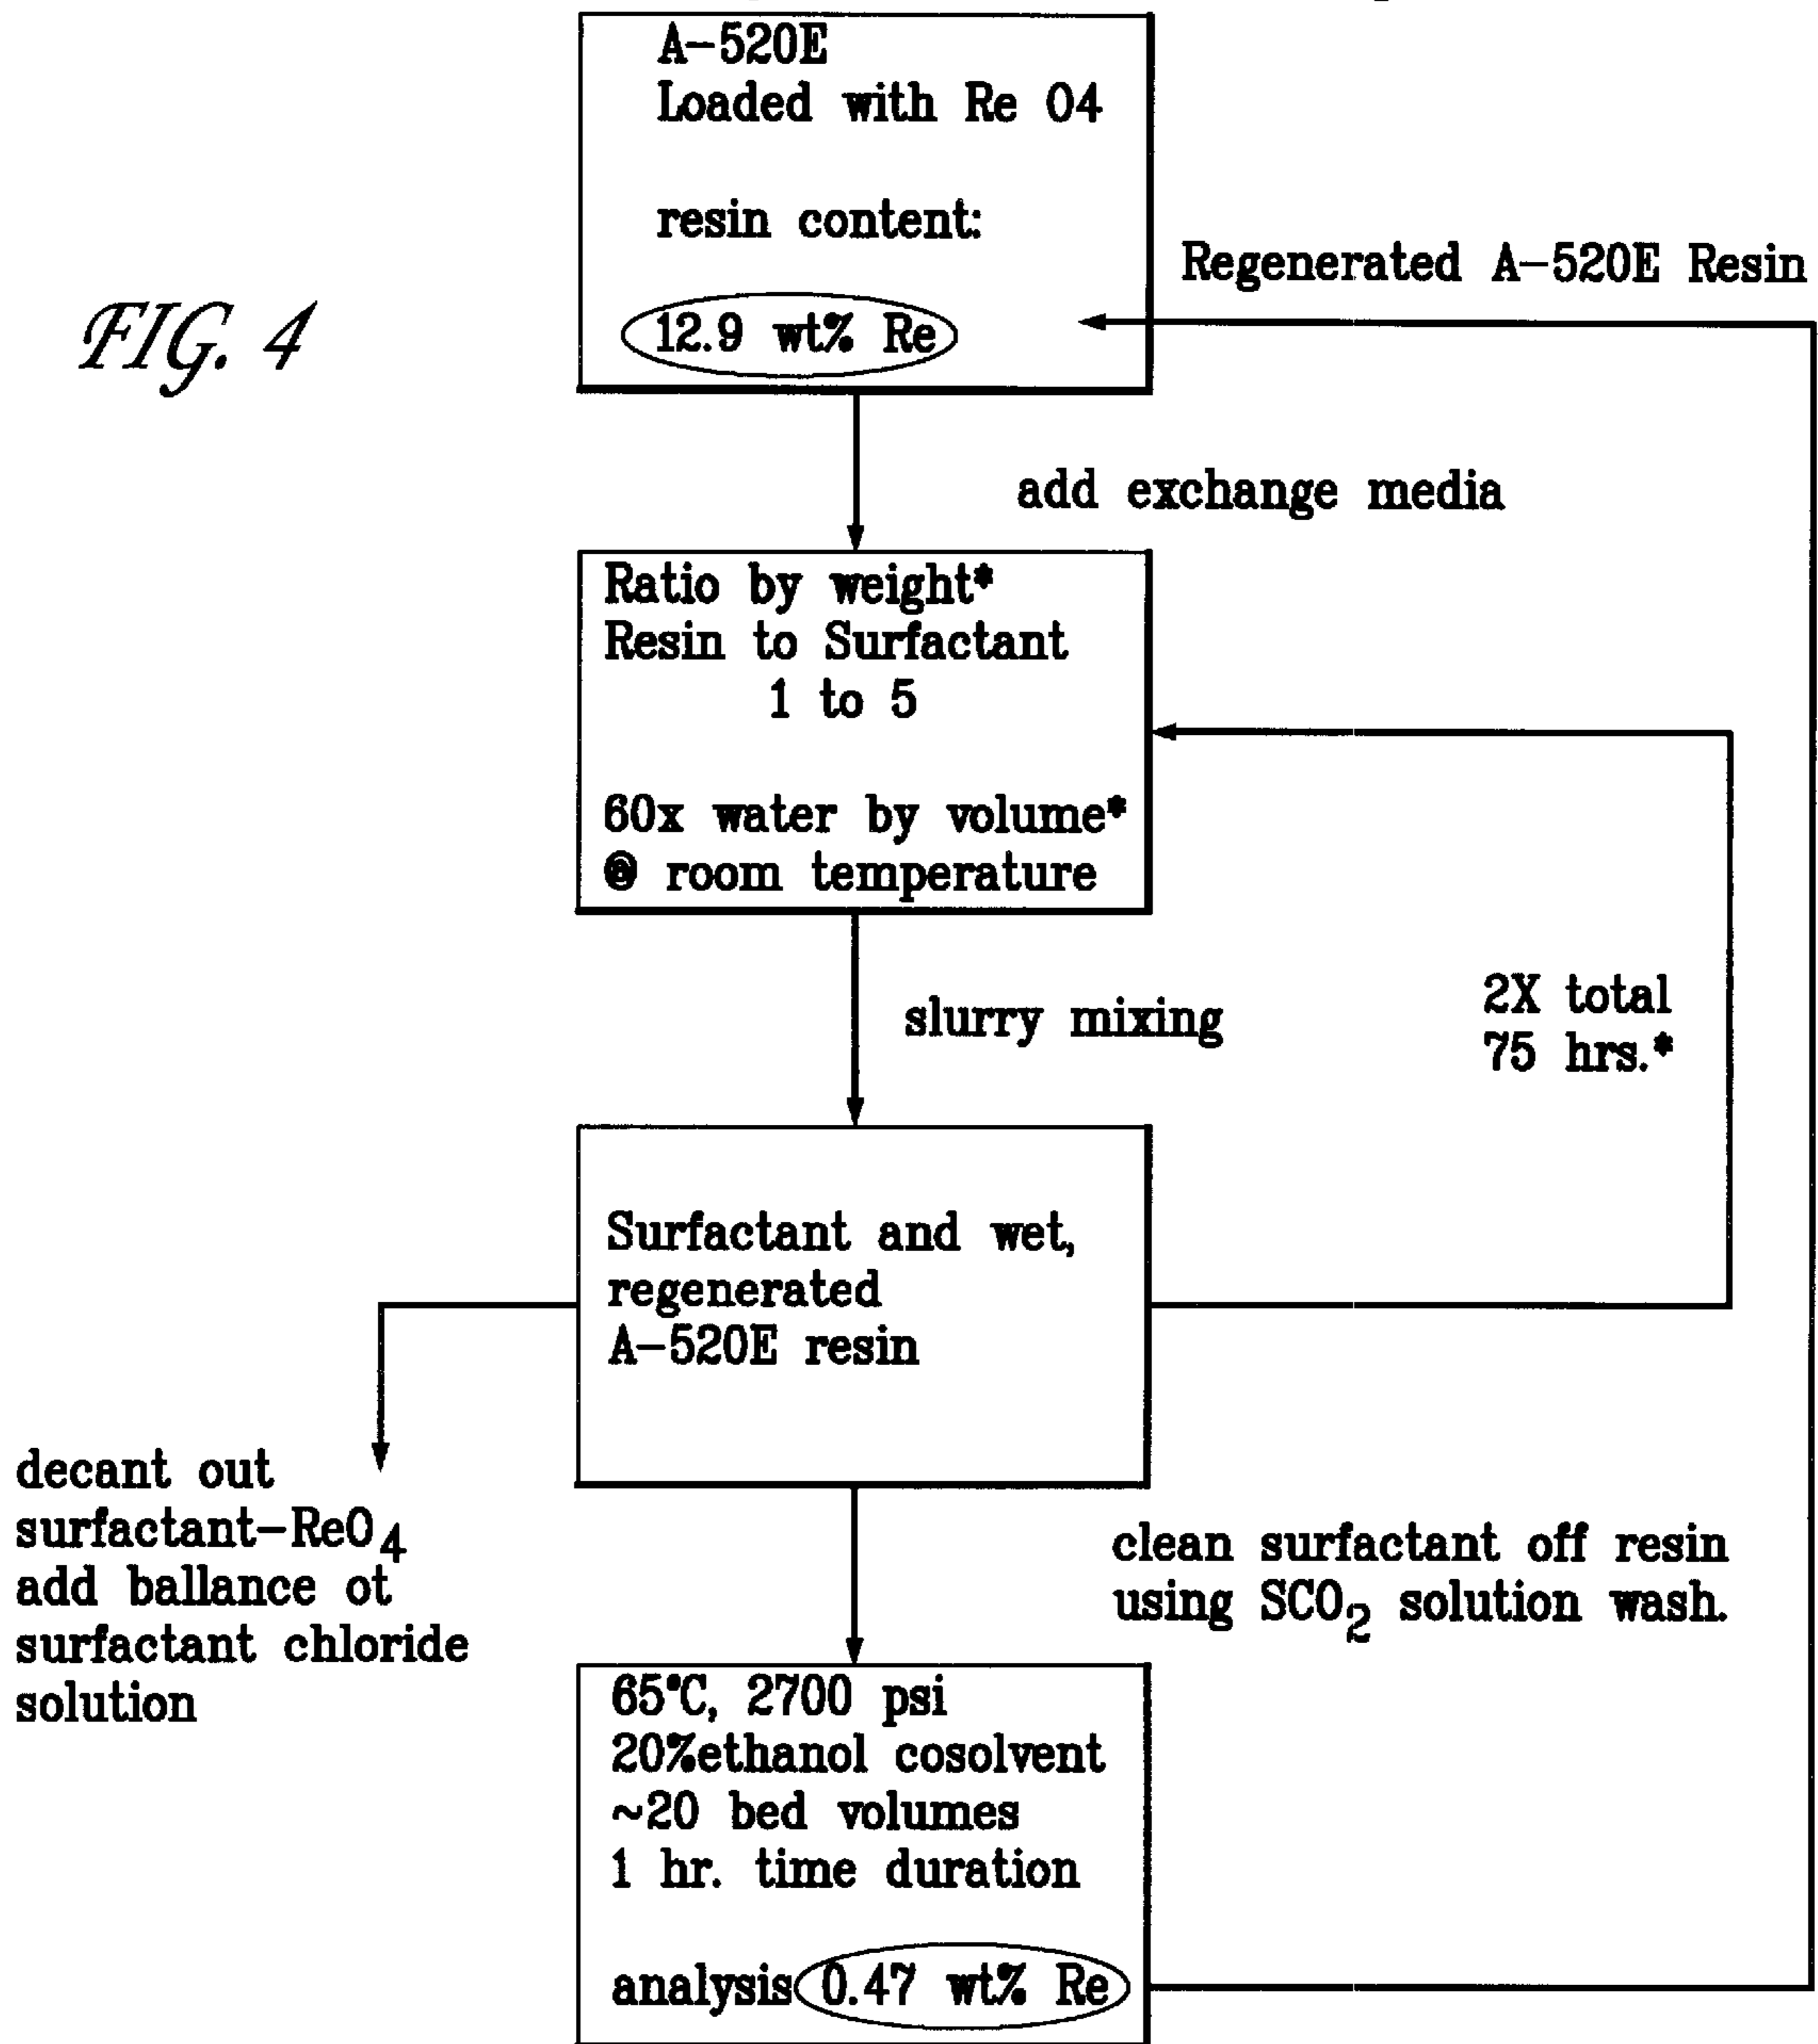 A-520E
Loaded with Re 04
resin content:
12.9 wt% Re
Regenerated A-520E Resin
FIG. 4
add exchange media
Ratio by weight*
Resin to Surfactant
1 to 5
60x water by volume*
@ room temperature
slurry mixing
2X total
75 hrs.*
Surfactant and wet,
regenerated
A-520E resin
decant out
surfactant-ReO4
add ballance ot
surfactant chloride
solution
clean surfactant off resin
using SCO2 solution wash.
65°C, 2700 psi
20%ethanol cosolvent
~20 bed volumes
1 hr. time duration
analysis 0.47 wt% Re